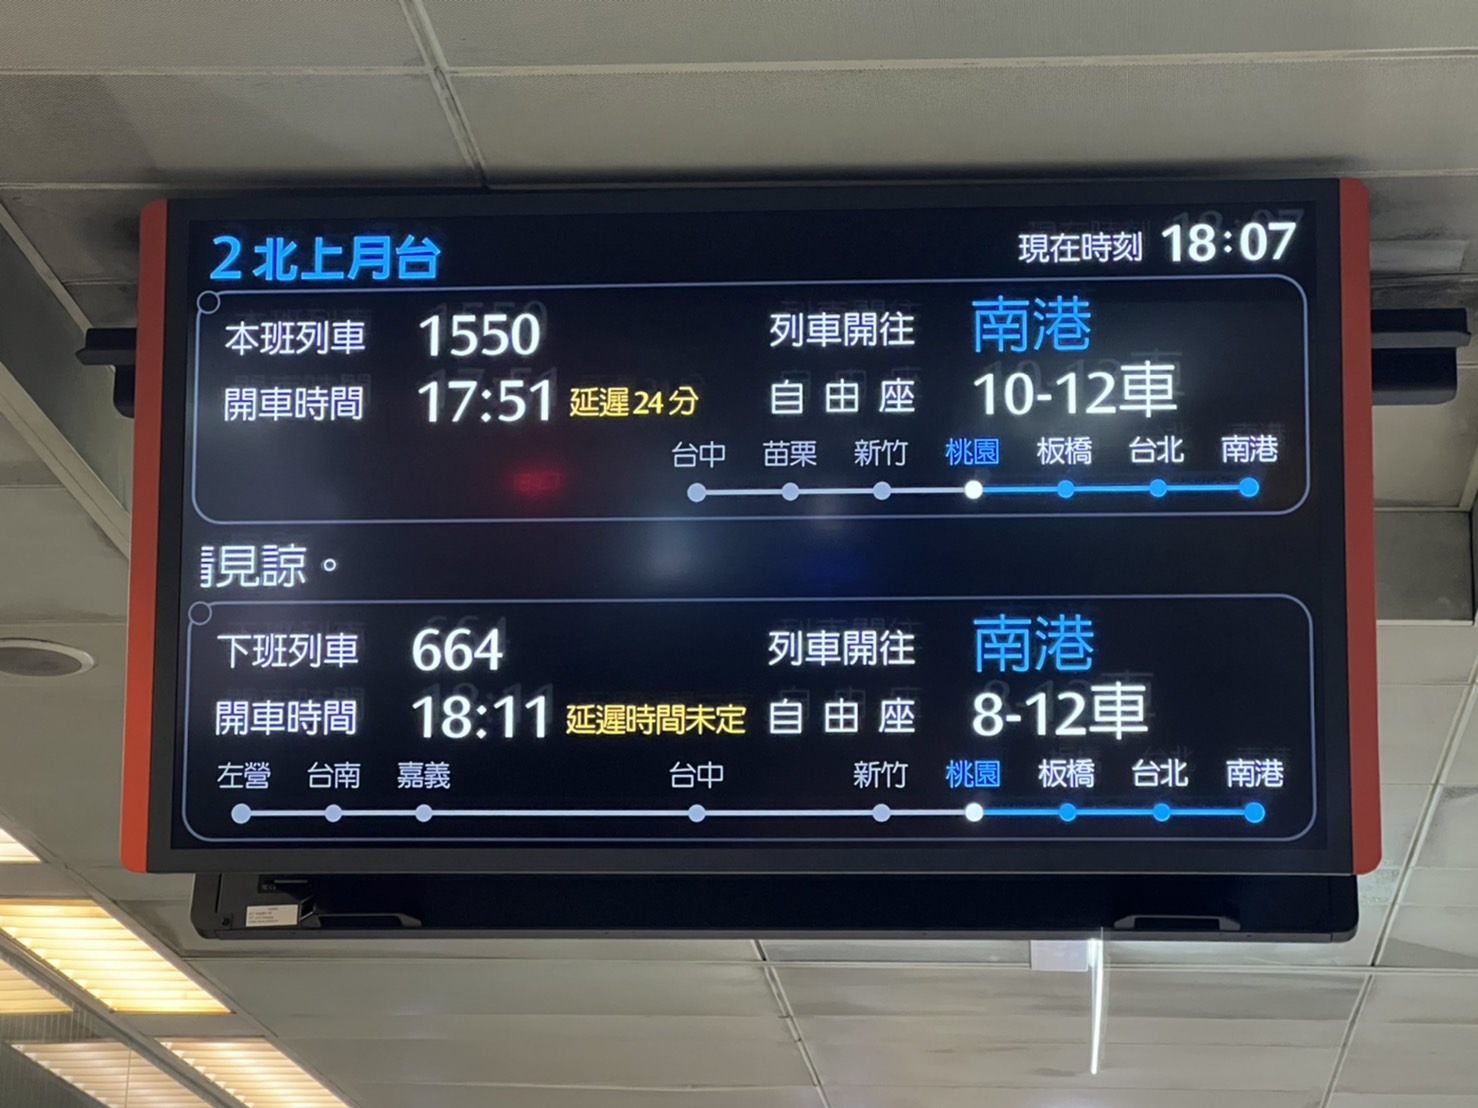 2 北上月台 現在時刻 18:07
本班列車 1550 列車開往 南港
開車時間 17:51 延遲24分 自由座 10-12車
台中 苗栗 新竹 桃園 板橋 台北 南港
見諒。
下班列車 664 列車開往 南港
開車時間 18:11 延遲時間未定 自由座 8-12車
左營 台南 嘉義 台中 新竹 桃園 板橋 台北 南港